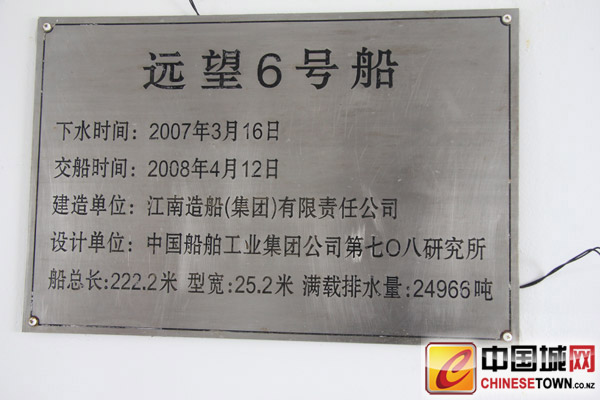 远望6号船
下水时间：2007年3月16日
交船时间：2008年4月12日
建造单位：江南造船(集团)有限责任公司
设计单位：中国船舶工业集团公司第七〇八研究所
船总长:222.2米 型宽:25.2米 满载排水量:24966吨
中国城网
CHINESETOWN.CO.NZ